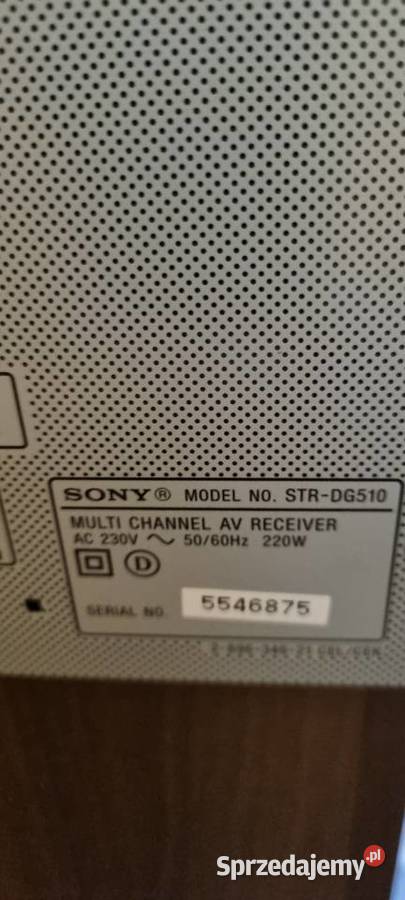 SONY® MODEL NO. STR-DG510
MULTI CHANNEL AV RECEIVER
AC 230V ~ 50/60Hz 220W
D
SERIAL NO. 5546875
Sprzedajemy.pl